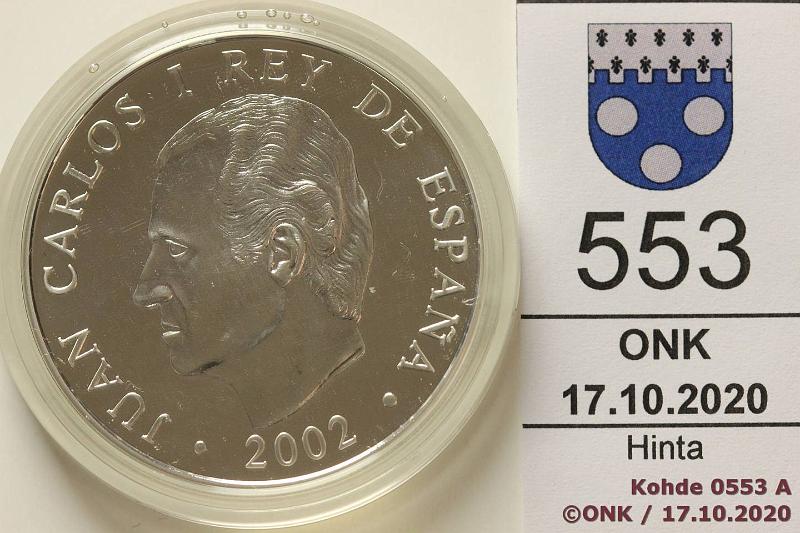 JUAN CARLOS I REY DE ESPAÑA
• 2002 •
553
ONK
17.10.2020
Hinta
Kohde 0553 A
©ONK / 17.10.2020